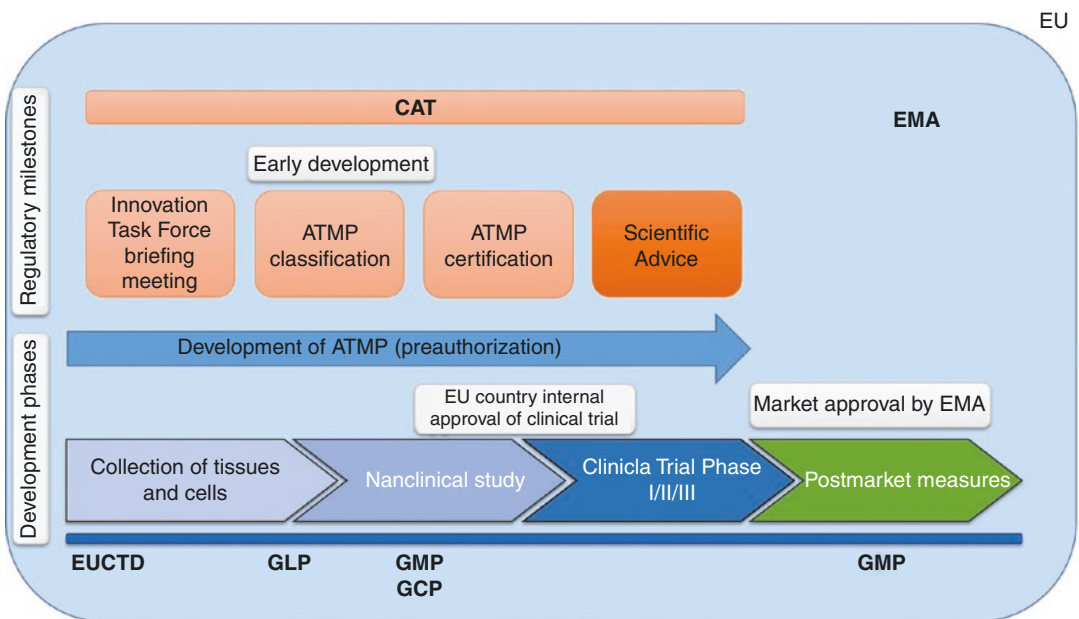 EU
Regulatory milestones
CAT
EMA
Early development
Innovation
Task Force
briefing
meeting
ATMP
classification
ATMP
certification
Scientific
Advice
Development phases
Development of ATMP (preauthorization)
EU country internal
approval of clinical trial
Market approval by EMA
Collection of tissues
and cells
Nanclinical study
Clinicla Trial Phase
I/II/III
Postmarket measures
EUCTD
GLP
GMP
GCP
GMP